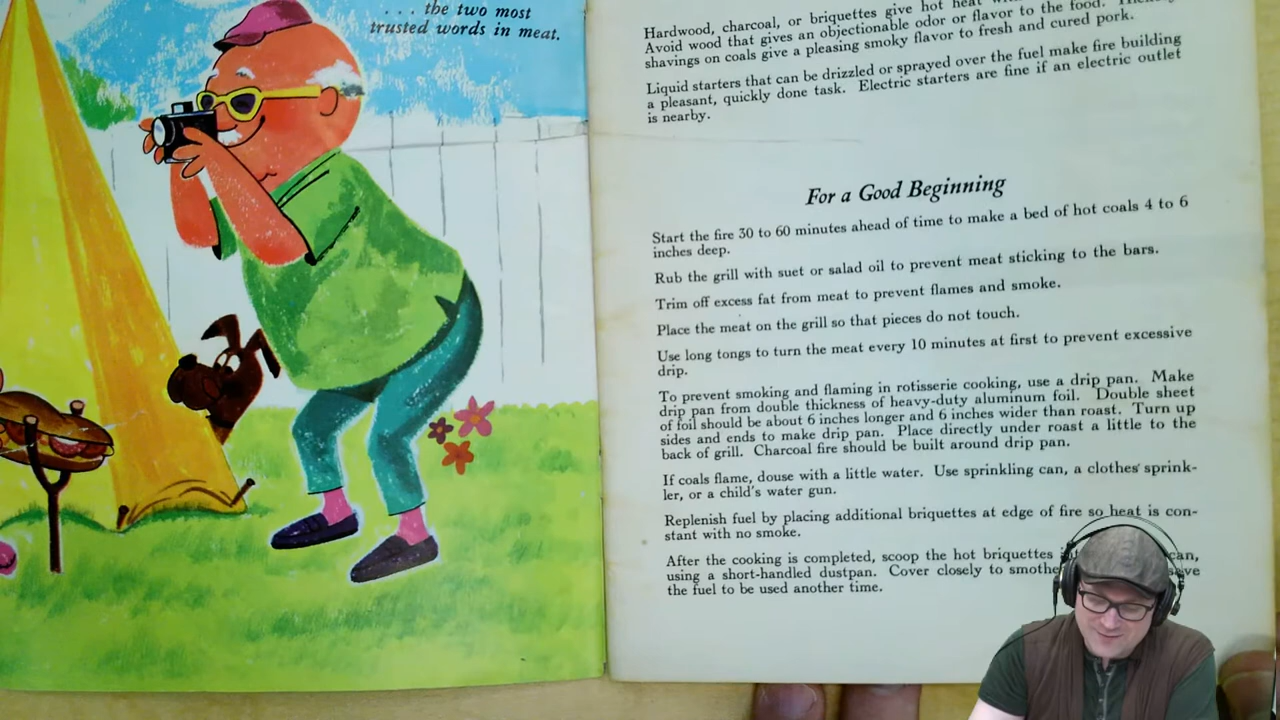 . . . the two most
trusted words in meat.
Hardwood, charcoal, or briquettes give hot heat
Avoid wood that gives an objectionable odor or flavor to the food.
shavings on coals give a pleasing smoky flavor to fresh and cured pork.
Liquid starters that can be drizzled or sprayed over the fuel make fire building
a pleasant, quickly done task. Electric starters are fine if an electric outlet
is nearby.
For a Good Beginning
Start the fire 30 to 60 minutes ahead of time to make a bed of hot coals 4 to 6
inches deep.
Rub the grill with suet or salad oil to prevent meat sticking to the bars.
Trim off excess fat from meat to prevent flames and smoke.
Place the meat on the grill so that pieces do not touch.
Use long tongs to turn the meat every 10 minutes at first to prevent excessive
drip.
To prevent smoking and flaming in rotisserie cooking, use a drip pan. Make
drip pan from double thickness of heavy-duty aluminum foil. Double sheet
of foil should be about 6 inches longer and 6 inches wider than roast. Turn up
sides and ends to make drip pan. Place directly under roast a little to the
back of grill. Charcoal fire should be built around drip pan.
If coals flame, douse with a little water. Use sprinkling can, a clothes' sprink-
ler, or a child's water gun.
Replenish fuel by placing additional briquettes at edge of fire so heat is con-
stant with no smoke.
After the cooking is completed, scoop the hot briquettes can,
using a short-handled dustpan. Cover closely to
the fuel to be used another time.